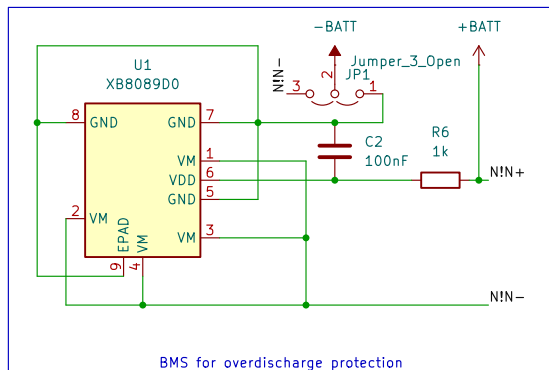 -BATT
+BATT
U1
XB8089D0
N!N-
3
2
1
Jumper_3_Open
JP1
8
GND
GND
7
VM
1
VDD
6
GND
5
2
VM
VM
3
EPAD
9
VM
4
C2
100nF
R6
1k
N!N+
N!N-
BMS for overdischarge protection